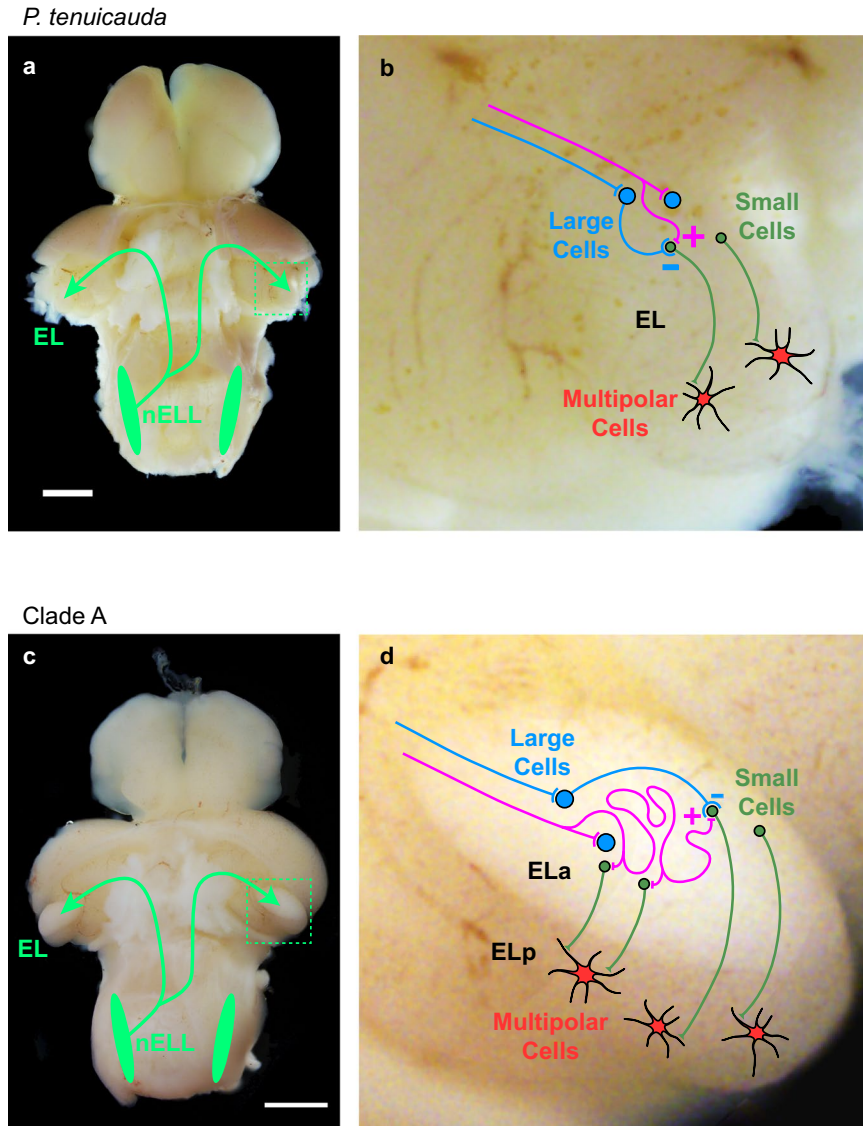 P. tenuicauda
a
EL
nELL
b
Large
Cells
+
Small
Cells
-
EL
Multipolar
Cells
Clade A
c
EL
nELL
d
Large
Cells
Small
Cells
-
+
ELa
ELp
Multipolar
Cells